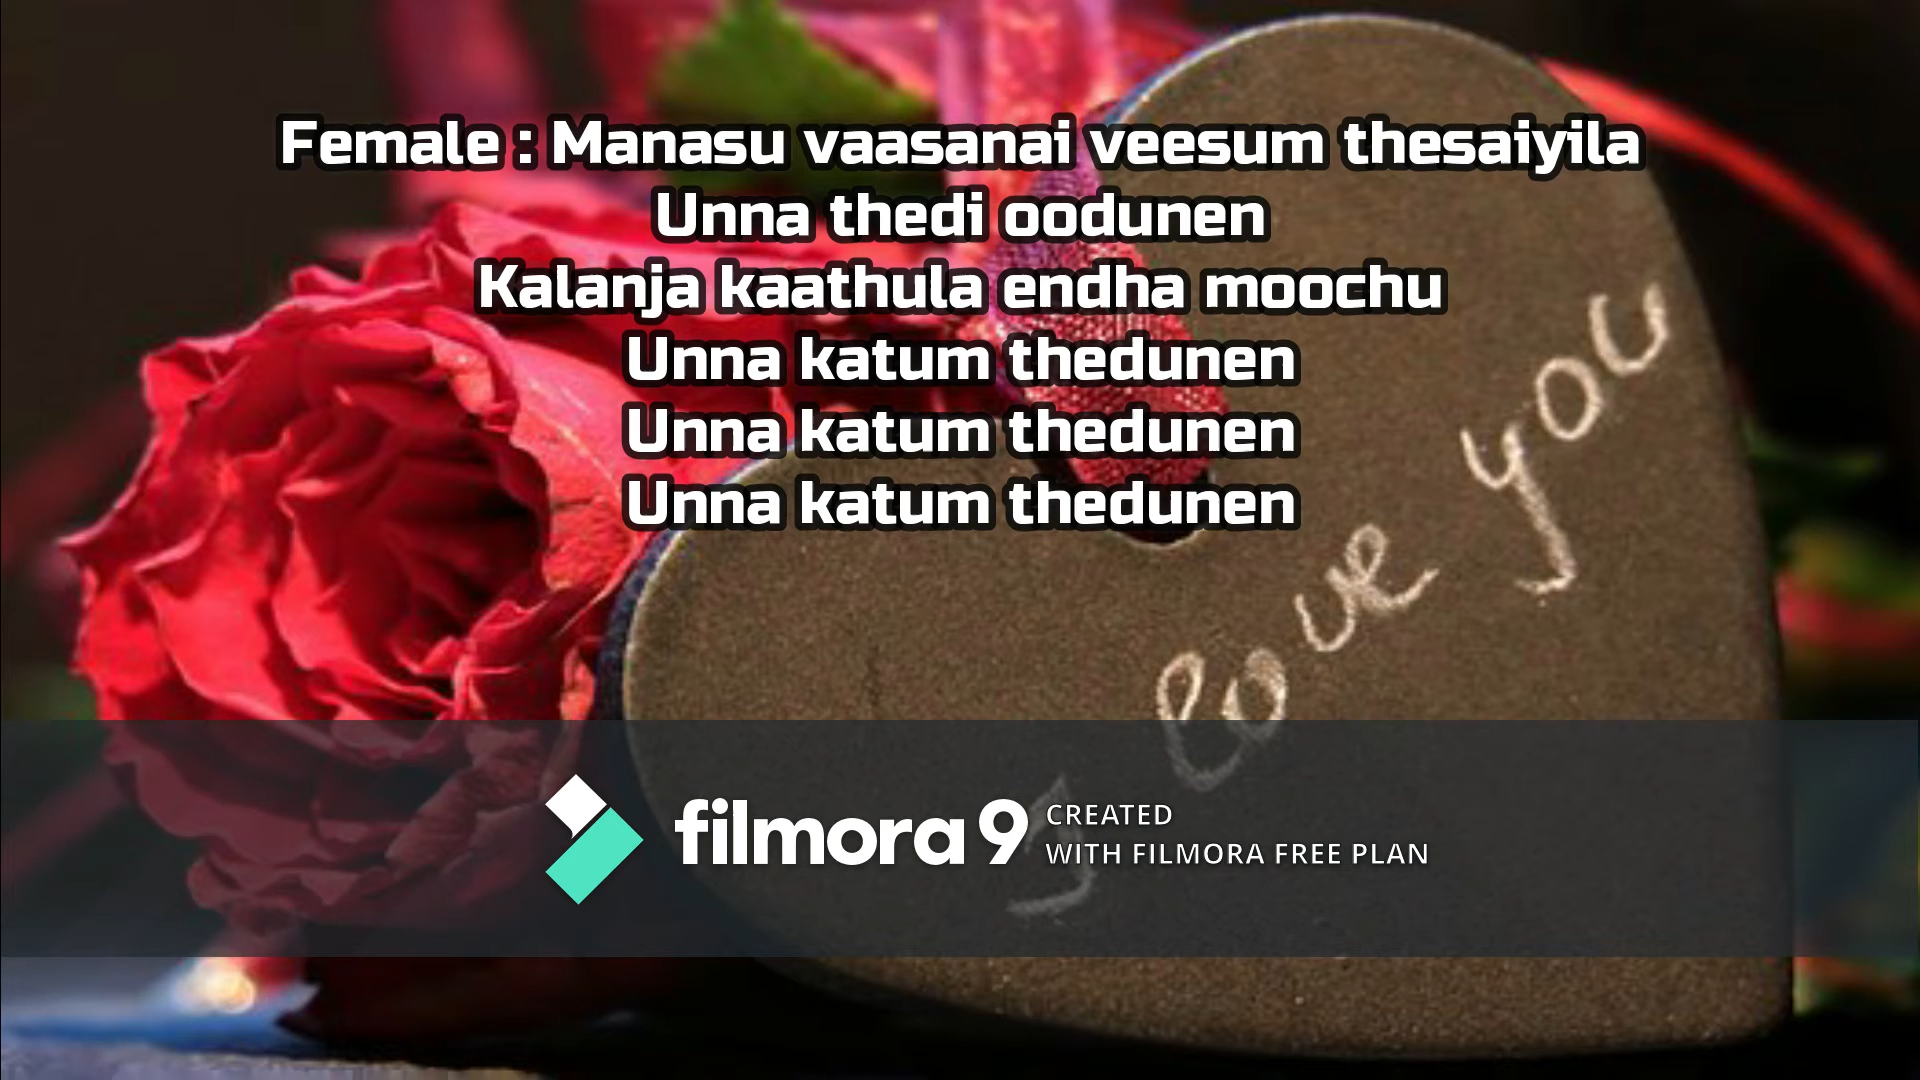 Female : Manasu vaasanai veesum thesaiyila
Unna thedi oodunen
Kalanja kaathula endha moochu
Unna katum thedunen
Unna katum thedunen
Unna katum thedunen
I love you
filmora 9 CREATED
WITH FILMORA FREE PLAN